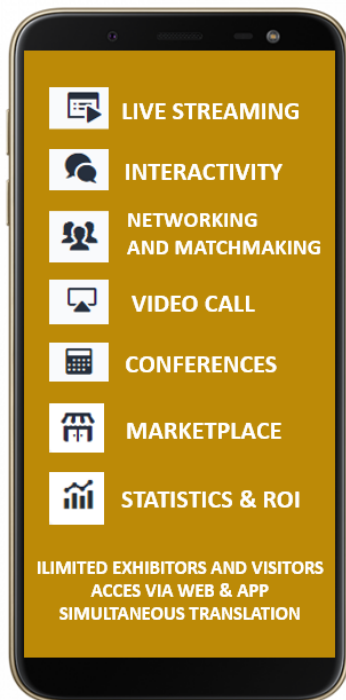 LIVE STREAMING
INTERACTIVITY
NETWORKING
AND MATCHMAKING
VIDEO CALL
CONFERENCES
MARKETPLACE
STATISTICS & ROI
ILIMITED EXHIBITORS AND VISITORS
ACCES VIA WEB & APP
SIMULTANEOUS TRANSLATION